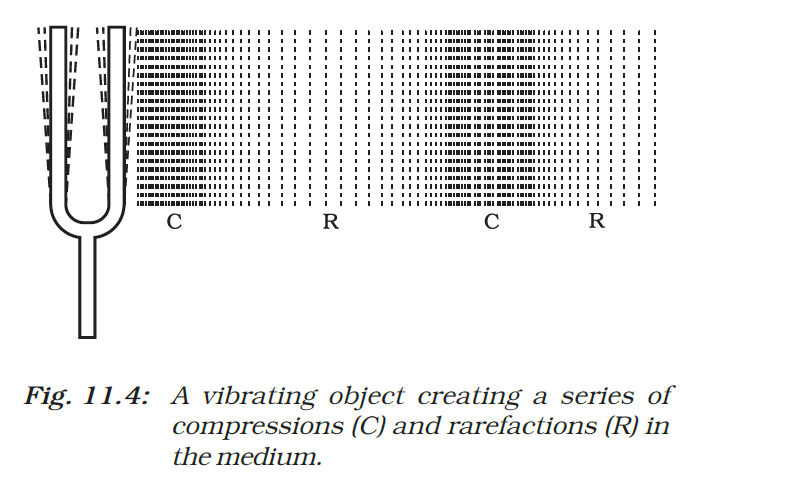 C R C R
Fig. 11.4: A vibrating object creating a series of
compressions (C) and rarefactions (R) in
the medium.